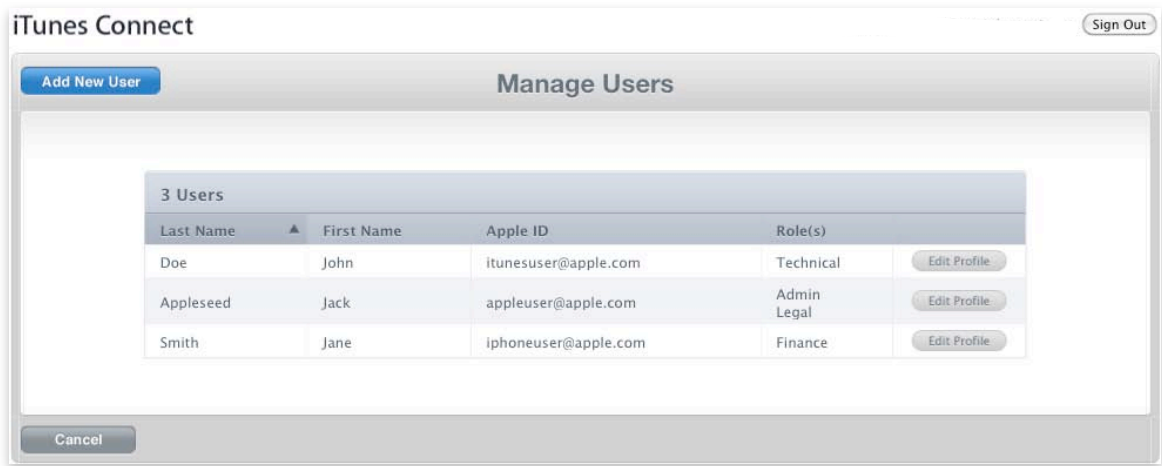 iTunes Connect
Sign Out
Add New User
Manage Users
3 Users
Last Name ▲ First Name Apple ID Role(s)
Doe John itunesuser@apple.com Technical Edit Profile
Appleseed Jack appleuser@apple.com Admin Legal Edit Profile
Smith Jane iphoneuser@apple.com Finance Edit Profile
Cancel